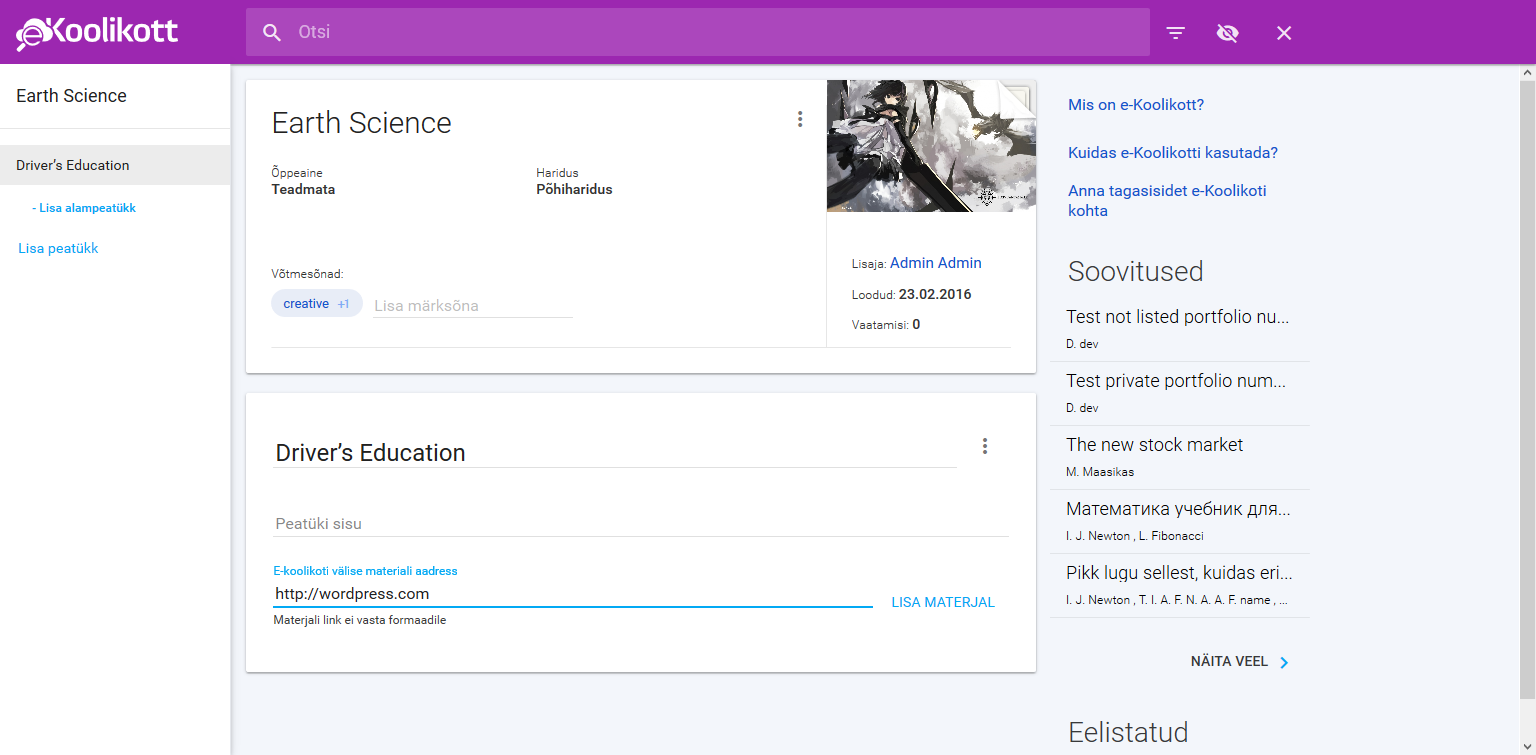 eKoolikott
Otsi
Earth Science
Driver's Education
- Lisa alampeatükk
Lisa peatükk
Earth Science
Õppeaine
Teadmata
Haridus
Põhiharidus
Võtmesõnad:
creative +1
Lisa märksõna
Lisaja: Admin Admin
Loodud: 23.02.2016
Vaatamisi: 0
Driver's Education
Peatüki sisu
E-koolikoti välise materiali aadress
http://wordpress.com
LISA MATERJAL
Materjali link ei vasta formaadile
Mis on e-Koolikott?
Kuidas e-Koolikotti kasutada?
Anna tagasisidet e-Koolikoti
kohta
Soovitused
Test not listed portfolio nu...
D. dev
Test private portfolio num...
D. dev
The new stock market
M. Maasikas
Математика учебник для...
I. J. Newton , L. Fibonacci
Pikk lugu sellest, kuidas eri...
I. J. Newton , T. I. A. F. N. A. A. F. name , ...
NÄITA VEEL
Eelistatud